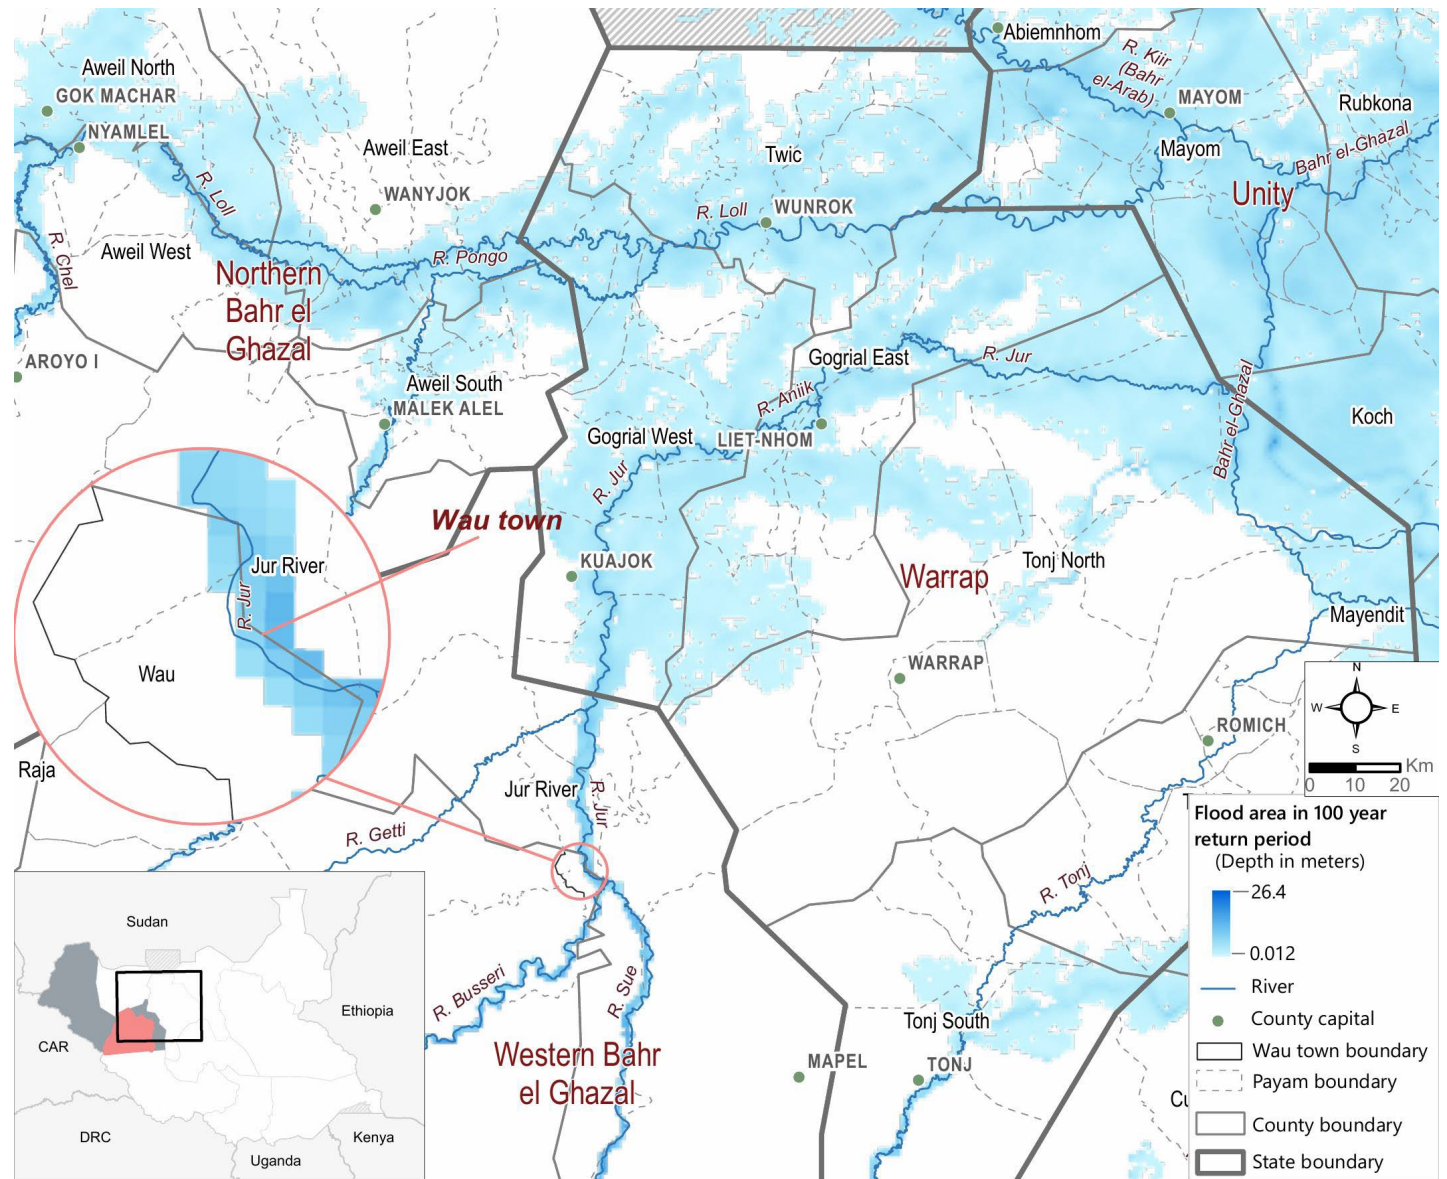 Abiemnhom
R. Kiir
(Bahr
el-Arab)
Aweil North
GOK MACHAR
MAYOM
Rubkona
NYAMLEL
Aweil East
Twic
Mayom
Bahr el-Ghazal
R. Loll
WANYJOK
Unity
R. Loll
WUNROK
R. Chel
Aweil West
R. Pongo
Northern
Bahr el
Ghazal
AROYO I
Gogrial East
R. Jur
Aweil South
MALEK ALEL
R. Aniik
Bahr el-Ghazal
Koch
Gogrial West
LIET-NHOM
R. Jur
Wau town
Jur River
KUAJOK
Warrap
Tonj North
R. Jur
Mayendit
Wau
WARRAP
N
W
E
S
ROMICH
Km
0
10
20
Raja
Jur River
R. Jur
R. Getti
R. Tonj
Flood area in 100 year
return period
(Depth in meters)
26.4
0.012
River
County capital
Wau town boundary
Payam boundary
County boundary
State boundary
R. Busseri
R. Sue
Tonj South
Western Bahr
el Ghazal
MAPEL
TONJ
Sudan
Ethiopia
CAR
DRC
Kenya
Uganda